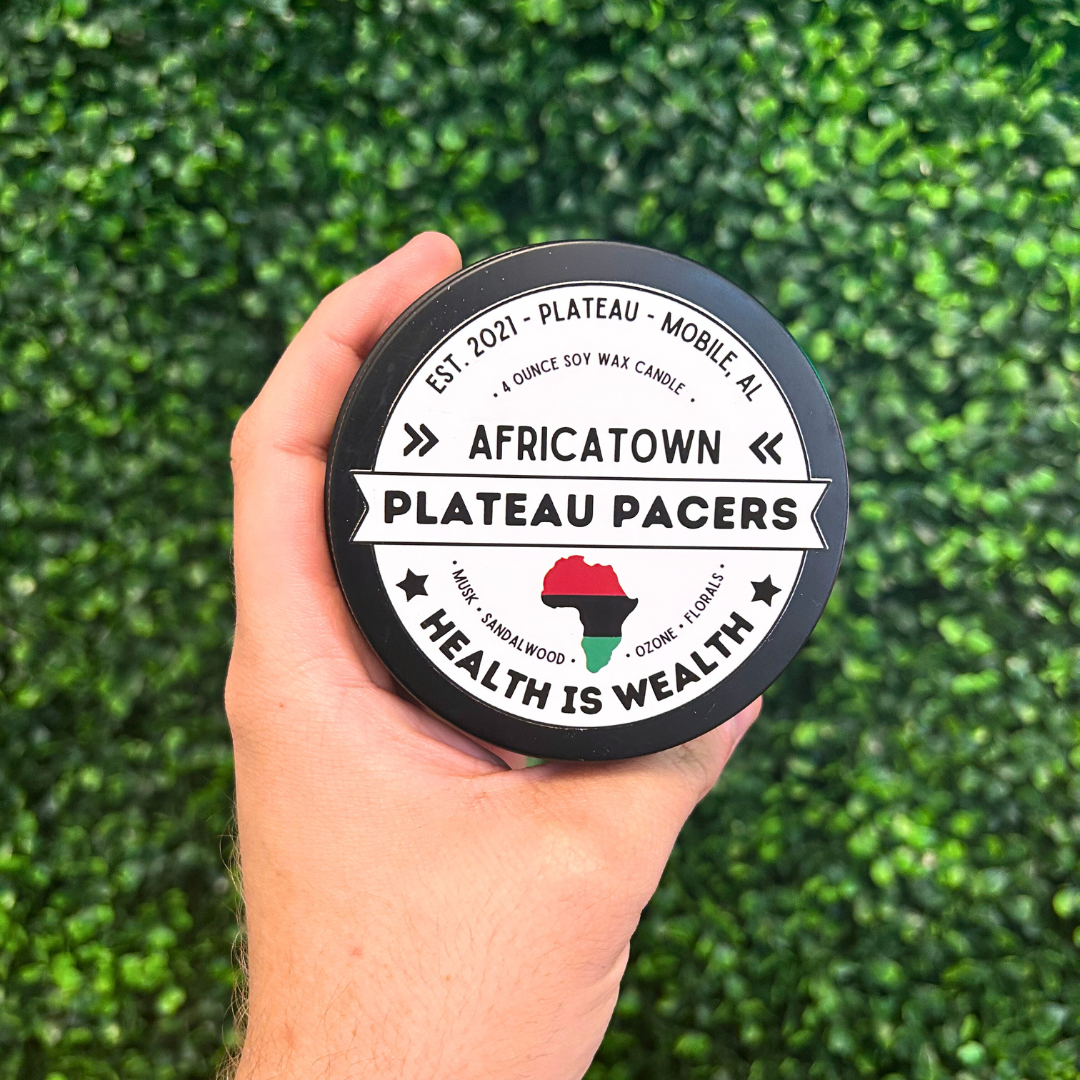 EST. 2021 - PLATEAU - MOBILE, AL
• 4 OUNCE SOY WAX CANDLE •
» AFRICATOWN «
PLATEAU PACERS
• MUSK • SANDALWOOD •
• OZONE • FLORALS •
★ HEALTH IS WEALTH ★